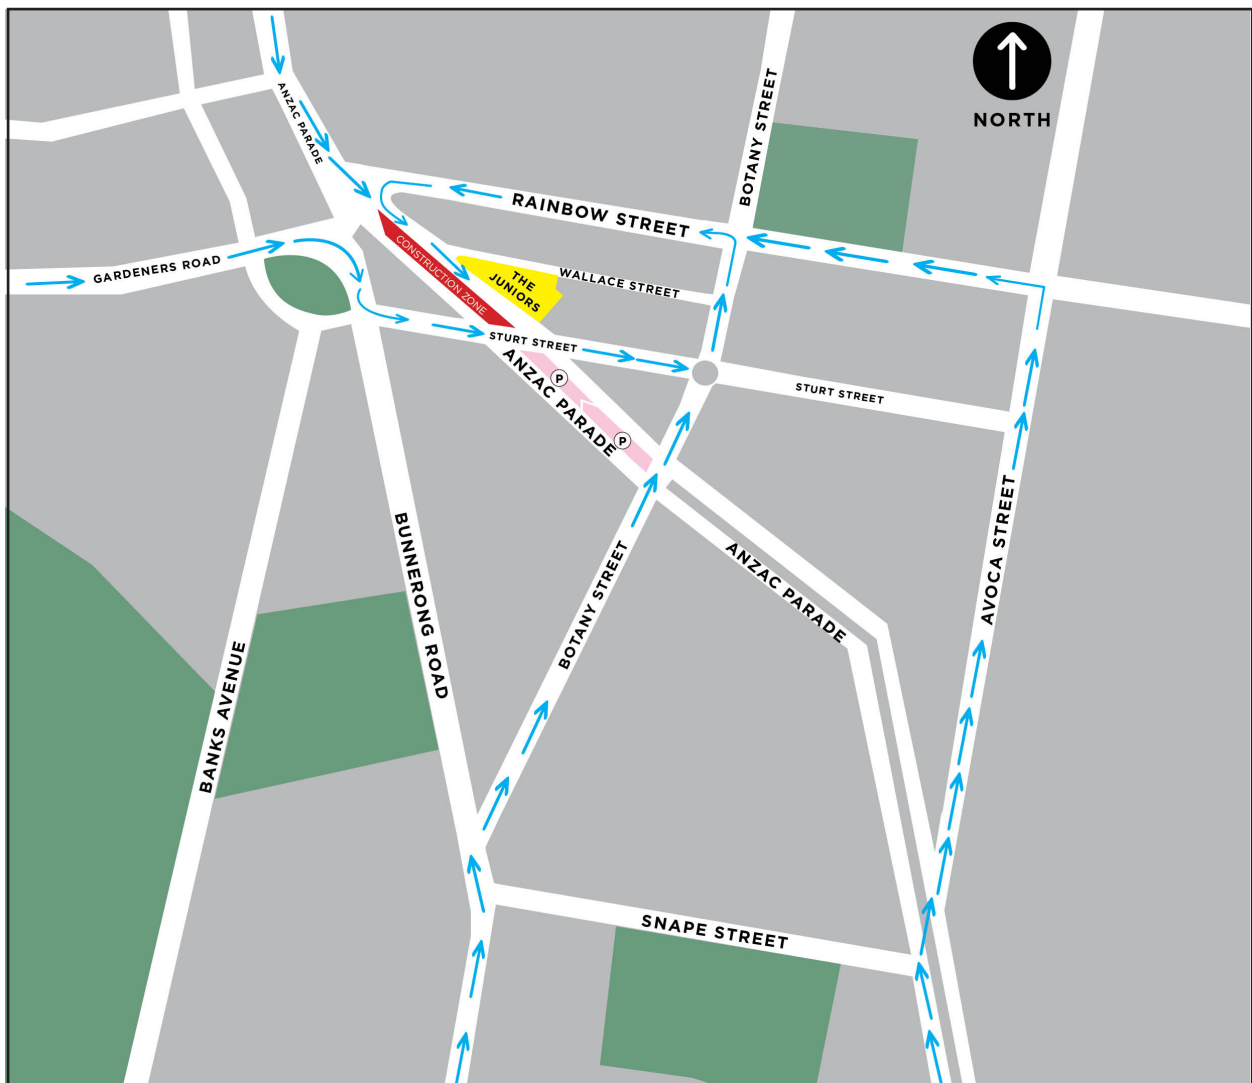 NORTH
ANZAC PARADE
BOTANY STREET
RAINBOW STREET
GARDENERS ROAD
CONSTRUCTION ZONE
THE
JUNIORS
WALLACE STREET
STURT STREET
P
ANZAC PARADE
P
STURT STREET
AVOCA STREET
BUNNERONG ROAD
BOTANY STREET
ANZAC PARADE
BANKS AVENUE
SNAPE STREET